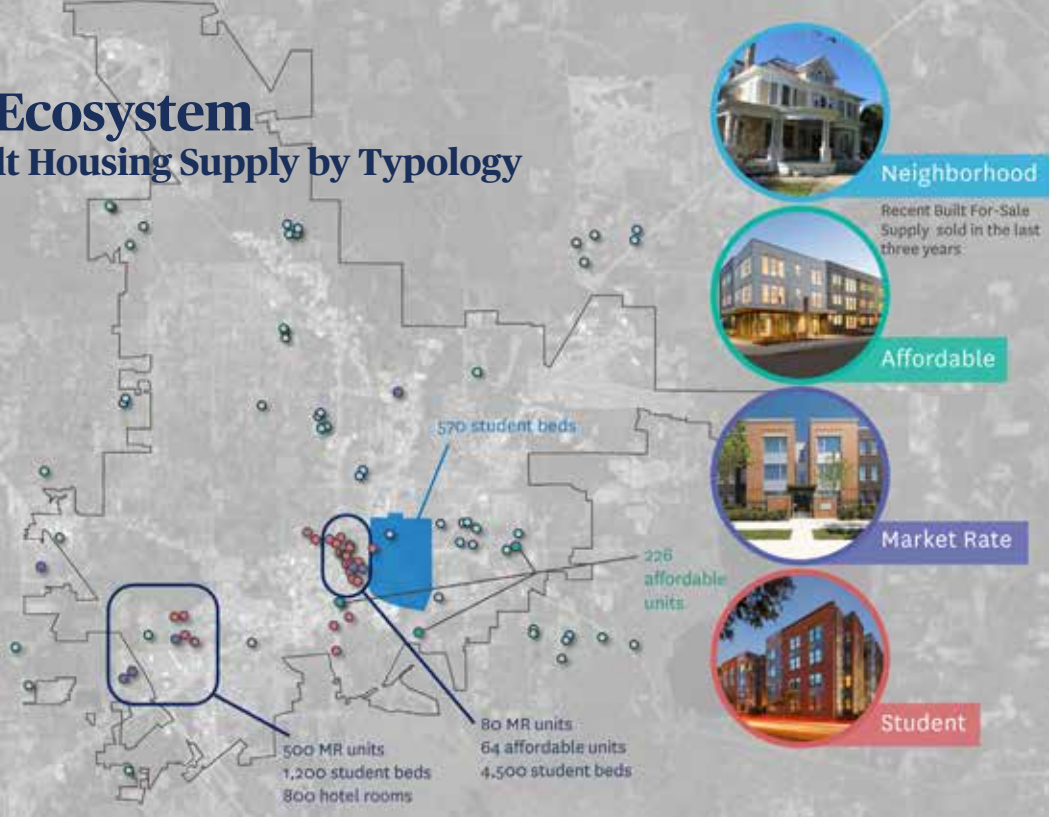 Ecosystem
lt Housing Supply by Typology
Neighborhood
Recent Built For-Sale
Supply sold in the last
three years
Affordable
570 student beds
Market Rate
226
affordable
units
Student
500 MR units
1,200 student beds
800 hotel rooms
80 MR units
64 affordable units
4,500 student beds